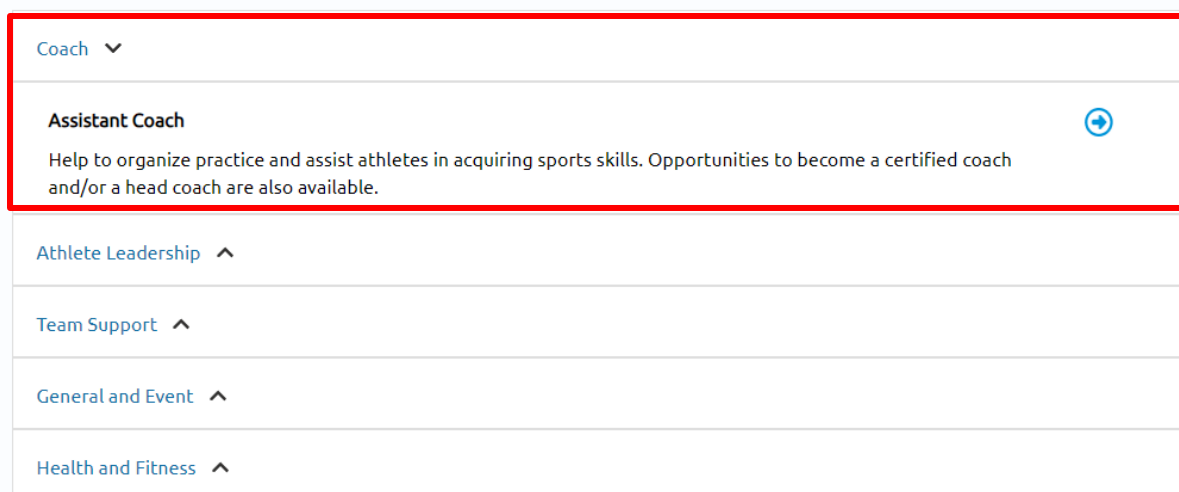 Coach
Assistant Coach
Help to organize practice and assist athletes in acquiring sports skills. Opportunities to become a certified coach
and/or a head coach are also available.
Athlete Leadership
Team Support
General and Event
Health and Fitness